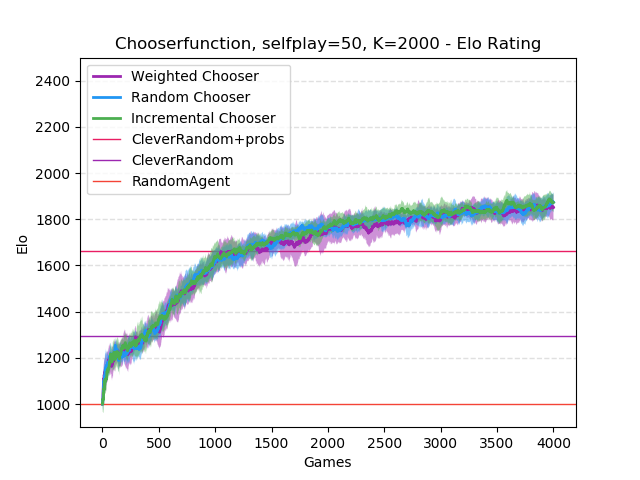 Chooserfunction, selfplay=50, K=2000 - Elo Rating
Weighted Chooser
Random Chooser
Incremental Chooser
CleverRandom+probs
CleverRandom
RandomAgent
2400
2200
2000
1800
1600
1400
1200
1000
Elo
0 500 1000 1500 2000 2500 3000 3500 4000
Games